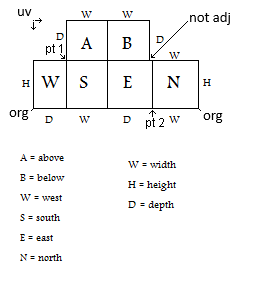 uv W W not adj
D A B D
pt 1 W
H W S E N H
org D W D pt 2 W org
A = above
B = below
W = west
S = south
E = east
N = north
W = width
H = height
D = depth